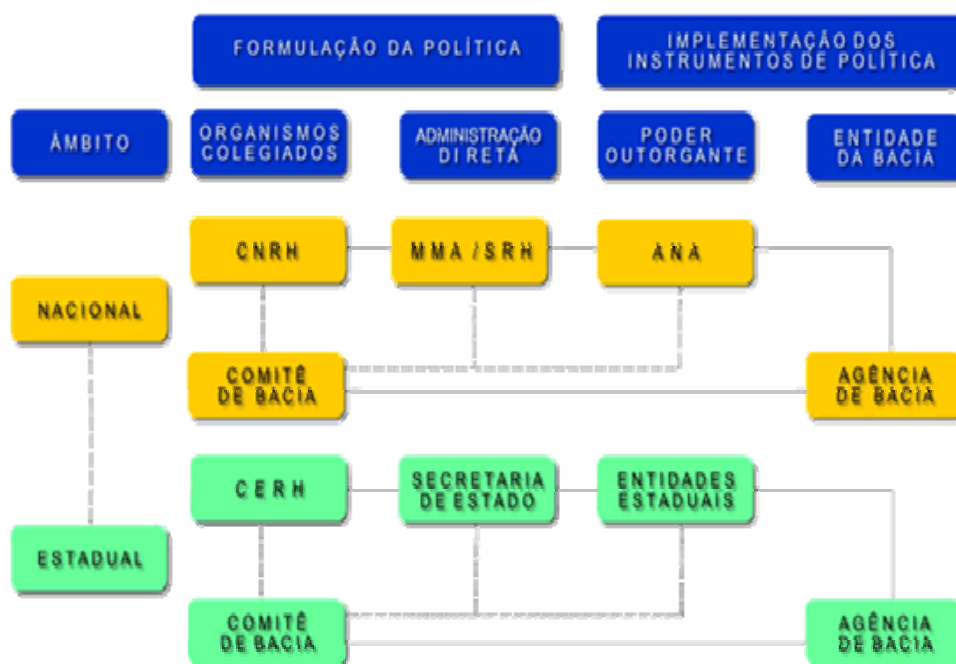 FORMULAÇÃO DA POLÍTICA
IMPLEMENTAÇÃO DOS
INSTRUMENTOS DE POLÍTICA
ÂMBITO
ORGANISMOS
COLEGIADOS
ADMINISTRAÇÃO
DIRETA
PODER
OUTORGANTE
ENTIDADE
DA BACIA
NACIONAL
CNRH
MMA / SRH
ANA
COMITÊ
DE BACIA
AGÊNCIA
DE BACIA
ESTADUAL
CERH
SECRETARIA
DE ESTADO
ENTIDADES
ESTADUAIS
COMITÊ
DE BACIA
AGÊNCIA
DE BACIA